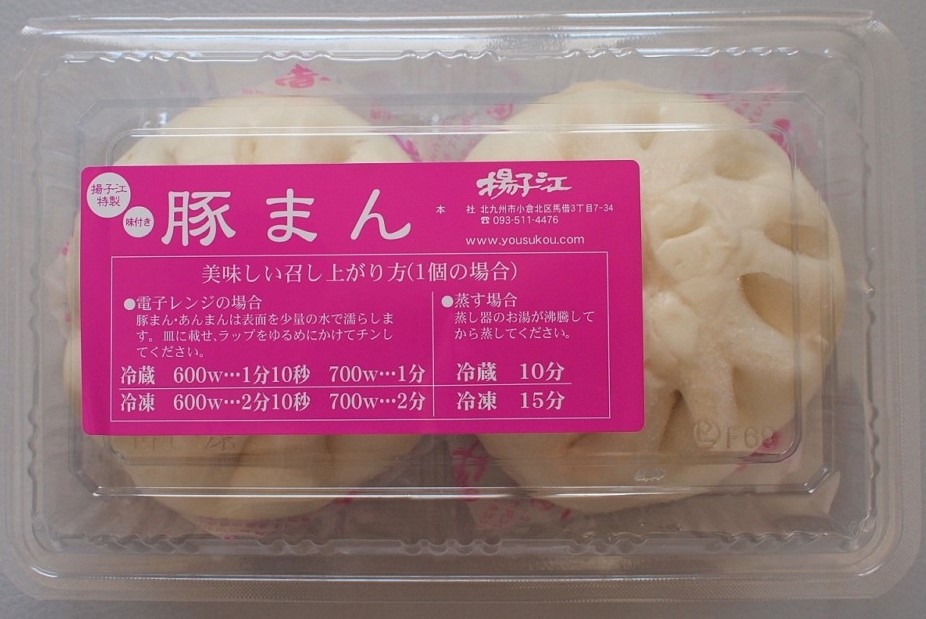 揚子江
特製
味付き
豚まん
揚子江
本 社 北九州市小倉北区馬借3丁目7-34
☎ 093-511-4476
www.yousukou.com
美味しい召し上がり方(1個の場合)
●電子レンジの場合
豚まん・あんまんは表面を少量の水で濡らしま
す。皿に載せ、ラップをゆるめにかけてチンし
てください。
冷蔵 600w…1分10秒 700w…1分
冷凍 600w…2分10秒 700w…2分
●蒸す場合
蒸し器のお湯が沸騰して
から蒸してください。
冷蔵 10分
冷凍 15分
F69